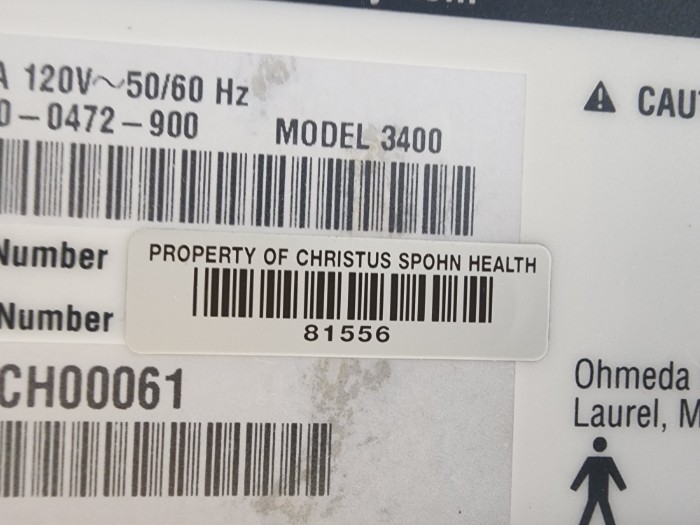 A 120V~50/60 Hz
0-0472-900 MODEL 3400
Number
PROPERTY OF CHRISTUS SPOHN HEALTH
81556
Number
CH00061
CAU
Ohmeda
Laurel, M